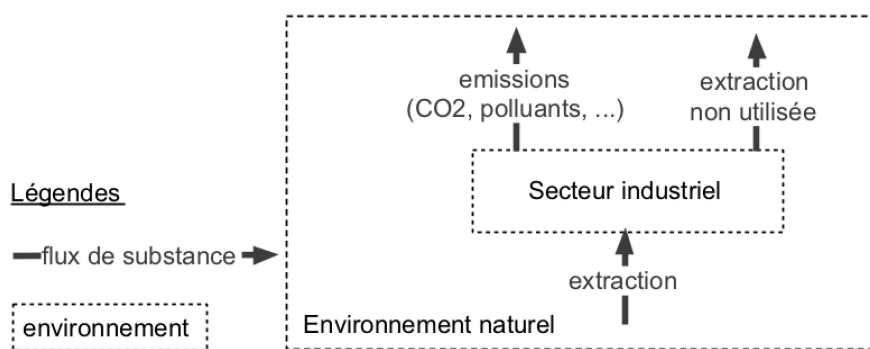 emissions
(CO2, polluants, ...)
extraction
non utilisée
Secteur industriel
Légendes
flux de substance
extraction
environnement
Environnement naturel